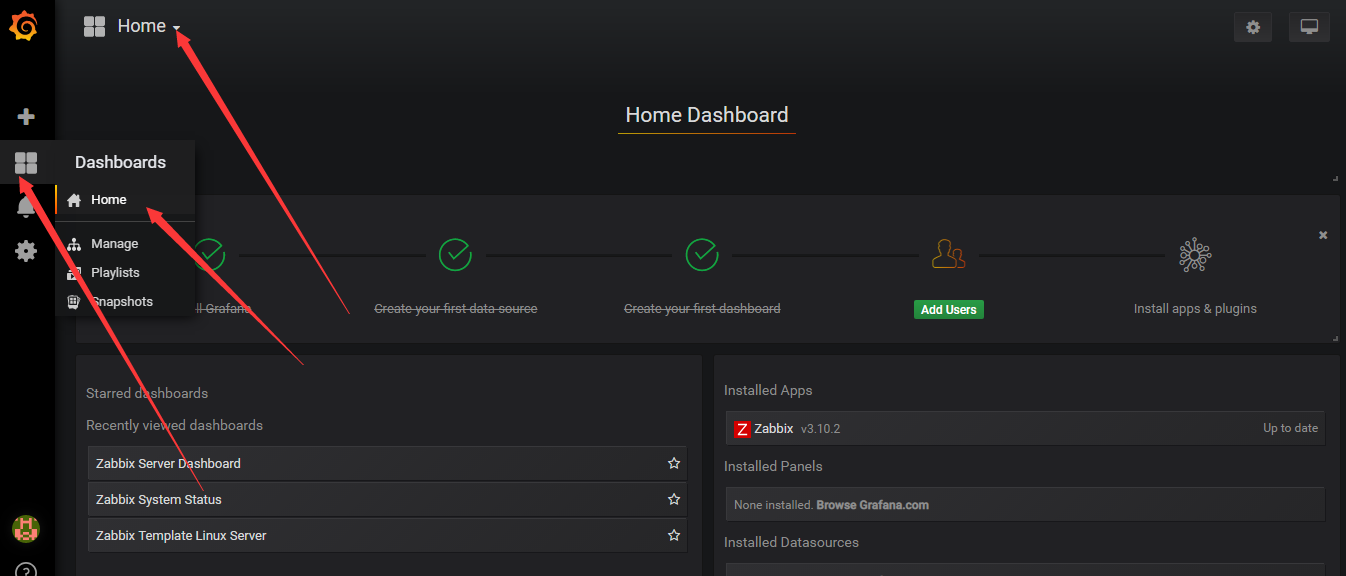 Home
Home Dashboard
Dashboards
Home
Manage
Playlists
Snapshots
ll Grafana
Create your first data source
Create your first dashboard
Add Users
Install apps & plugins
Starred dashboards
Recently viewed dashboards
Zabbix Server Dashboard
Zabbix System Status
Zabbix Template Linux Server
Installed Apps
Z Zabbix v3.10.2 Up to date
Installed Panels
None installed. Browse Grafana.com
Installed Datasources
?